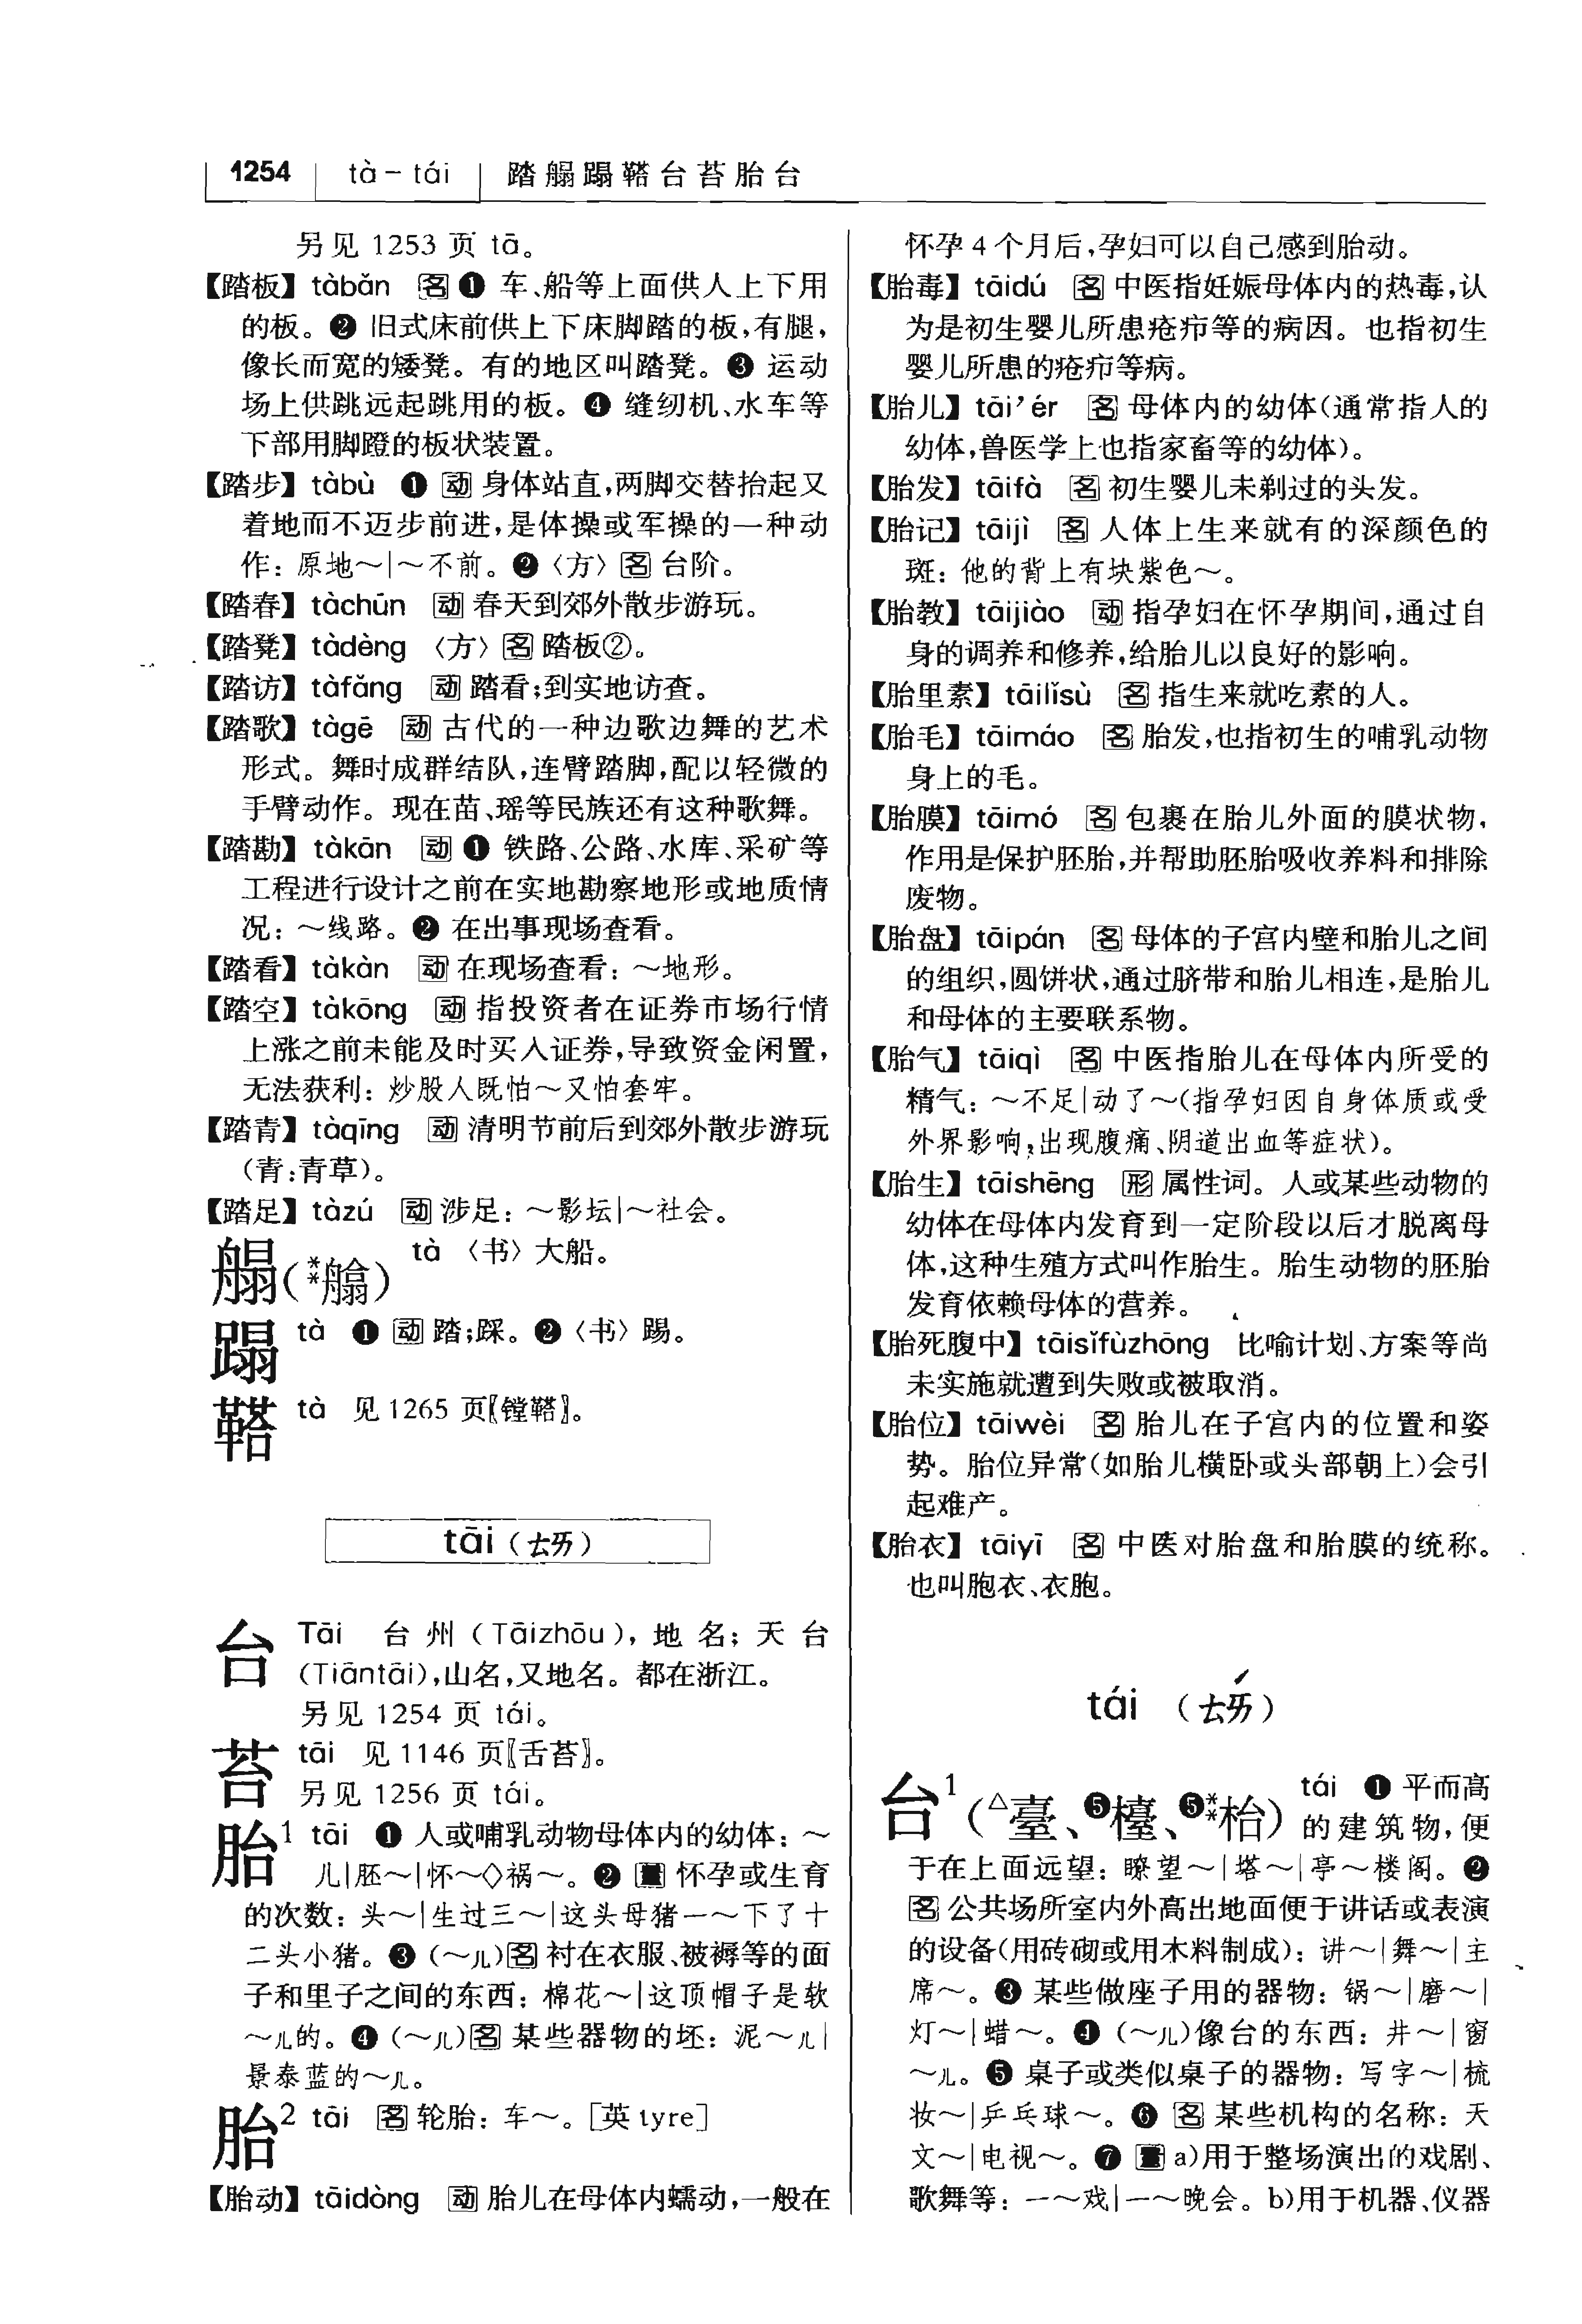 1254 tà - tái 踏䑽蹋鞳台苔胎台
另见 1253 页 tā。
【踏板】 tàbǎn 名 ❶ 车、船等上面供人上下用
的板。❷ 旧式床前供上下床脚踏的板,有腿,
像长而宽的矮凳。有的地区叫踏凳。❸ 运动
场上供跳远起跳用的板。❹ 缝纫机、水车等
下部用脚蹬的板状装置。
【踏步】 tàbù ❶ 动 身体站直,两脚交替抬起又
着地而不迈步前进,是体操或军操的一种动
作: 原地～|～不前。❷〈方〉名 台阶。
【踏春】 tàchūn 动 春天到郊外散步游玩。
【踏凳】 tàdèng 〈方〉名 踏板②。
【踏访】 tàfǎng 动 踏看;到实地访查。
【踏歌】 tàgē 动 古代的一种边歌边舞的艺术
形式。舞时成群结队,连臂踏脚,配以轻微的
手臂动作。现在苗、瑶等民族还有这种歌舞。
【踏勘】 tàkān 动 ❶ 铁路、公路、水库、采矿等
工程进行设计之前在实地勘察地形或地质情
况: ～线路。❷ 在出事现场查看。
【踏看】 tàkàn 动 在现场查看: ～地形。
【踏空】 tàkōng 动 指投资者在证券市场行情
上涨之前未能及时买入证券,导致资金闲置,
无法获利: 炒股人既怕～又怕套牢。
【踏青】 tàqīng 动 清明节前后到郊外散步游玩
(青:青草)。
【踏足】 tàzú 动 涉足: ～影坛|～社会。
䑽(**艗) tà 〈书〉大船。
蹋 tà ❶ 动 踏;踩。❷〈书〉踢。
鞳 tà 见 1265 页〖镗鞳〗。
tāi (ㄊㄞ)
台 Tāi 台州(Tāizhōu),地名;天台
(Tiāntāi),山名,又地名。都在浙江。
另见 1254 页 tái。
苔 tāi 见 1146 页〖舌苔〗。
另见 1256 页 tái。
胎¹ tāi ❶ 人或哺乳动物母体内的幼体: ～
儿|胚～|怀～◇祸～。❷ 量 怀孕或生育
的次数: 头～|生过三～|这头母猪一～下了十
二头小猪。❸ (～儿)名 衬在衣服、被褥等的面
子和里子之间的东西: 棉花～|这顶帽子是软
～儿的。❹ (～儿)名 某些器物的坯: 泥～儿|
景泰蓝的～儿。
胎² tāi 名 轮胎: 车～。[英 tyre]
【胎动】 tāidòng 动 胎儿在母体内蠕动,一般在
怀孕 4 个月后,孕妇可以自己感到胎动。
【胎毒】 tāidú 名 中医指妊娠母体内的热毒,认
为是初生婴儿所患疮疖等的病因。也指初生
婴儿所患的疮疖等病。
【胎儿】 tāi'ér 名 母体内的幼体(通常指人的
幼体,兽医学上也指家畜等的幼体)。
【胎发】 tāifà 名 初生婴儿未剃过的头发。
【胎记】 tāijì 名 人体上生来就有的深颜色的
斑: 他的背上有块紫色～。
【胎教】 tāijiào 动 指孕妇在怀孕期间,通过自
身的调养和修养,给胎儿以良好的影响。
【胎里素】 tāilǐsù 名 指生来就吃素的人。
【胎毛】 tāimáo 名 胎发,也指初生的哺乳动物
身上的毛。
【胎膜】 tāimó 名 包裹在胎儿外面的膜状物,
作用是保护胚胎,并帮助胚胎吸收养料和排除
废物。
【胎盘】 tāipán 名 母体的子宫内壁和胎儿之间
的组织,圆饼状,通过脐带和胎儿相连,是胎儿
和母体的主要联系物。
【胎气】 tāiqì 名 中医指胎儿在母体内所受的
精气: ～不足|动了～(指孕妇因自身体质或受
外界影响,出现腹痛、阴道出血等症状)。
【胎生】 tāishēng 形 属性词。人或某些动物的
幼体在母体内发育到一定阶段以后才脱离母
体,这种生殖方式叫作胎生。胎生动物的胚胎
发育依赖母体的营养。
【胎死腹中】 tāisǐfùzhōng 比喻计划、方案等尚
未实施就遭到失败或被取消。
【胎位】 tāiwèi 名 胎儿在子宫内的位置和姿
势。胎位异常(如胎儿横卧或头部朝上)会引
起难产。
【胎衣】 tāiyī 名 中医对胎盘和胎膜的统称。
也叫胞衣、衣胞。
tái (ㄊㄞˊ)
台¹(△臺、❺檯、❺**枱) tái ❶ 平而高
的建筑物,便
于在上面远望: 瞭望～|塔～|亭～楼阁。❷
名 公共场所室内外高出地面便于讲话或表演
的设备(用砖砌或用木料制成): 讲～|舞～|主
席～。❸ 某些做座子用的器物: 锅～|磨～|
灯～|蜡～。❹ (～儿)像台的东西: 井～|窗
～儿。❺ 桌子或类似桌子的器物: 写字～|梳
妆～|乒乓球～。❻ 名 某些机构的名称: 天
文～|电视～。❼ 量 a)用于整场演出的戏剧、
歌舞等: 一～戏|一～晚会。b)用于机器、仪器